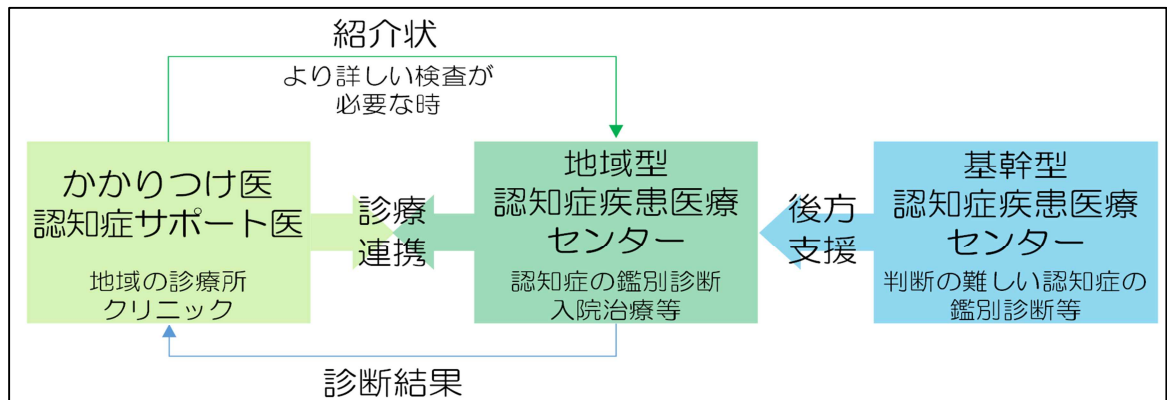 紹介状
より詳しい検査が
必要な時
かかりつけ医
認知症サポート医
地域の診療所
クリニック
診療
連携
地域型
認知症疾患医療
センター
認知症の鑑別診断
入院治療等
後方
支援
基幹型
認知症疾患医療
センター
判断の難しい認知症の
鑑別診断等
診断結果